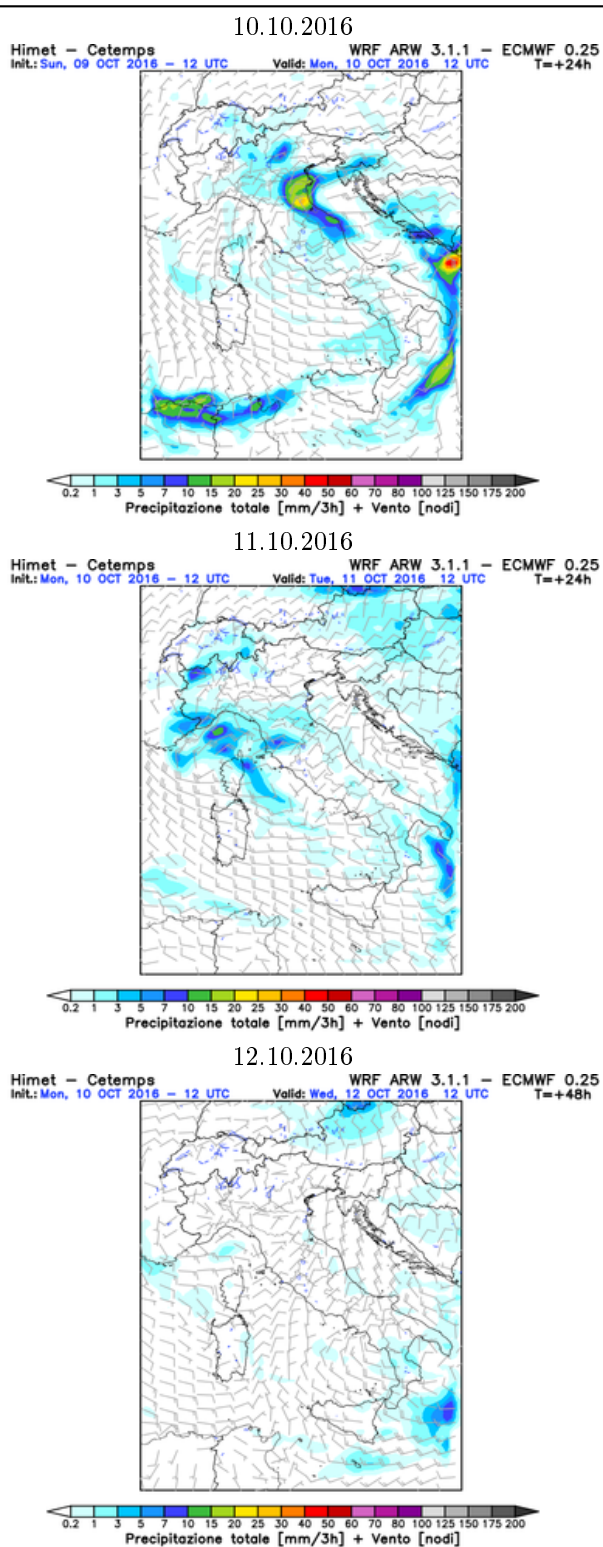 10.10.2016
Himet – Cetemps WRF ARW 3.1.1 – ECMWF 0.25
Init.: Sun, 09 OCT 2016 – 12 UTC Valid: Mon, 10 OCT 2016 12 UTC T=+24h
0.2 1 3 5 7 10 15 20 25 30 40 50 60 70 80 100 125 150 175 200
Precipitazione totale [mm/3h] + Vento [nodi]
11.10.2016
Himet – Cetemps WRF ARW 3.1.1 – ECMWF 0.25
Init.: Mon, 10 OCT 2016 – 12 UTC Valid: Tue, 11 OCT 2016 12 UTC T=+24h
0.2 1 3 5 7 10 15 20 25 30 40 50 60 70 80 100 125 150 175 200
Precipitazione totale [mm/3h] + Vento [nodi]
12.10.2016
Himet – Cetemps WRF ARW 3.1.1 – ECMWF 0.25
Init.: Mon, 10 OCT 2016 – 12 UTC Valid: Wed, 12 OCT 2016 12 UTC T=+48h
0.2 1 3 5 7 10 15 20 25 30 40 50 60 70 80 100 125 150 175 200
Precipitazione totale [mm/3h] + Vento [nodi]